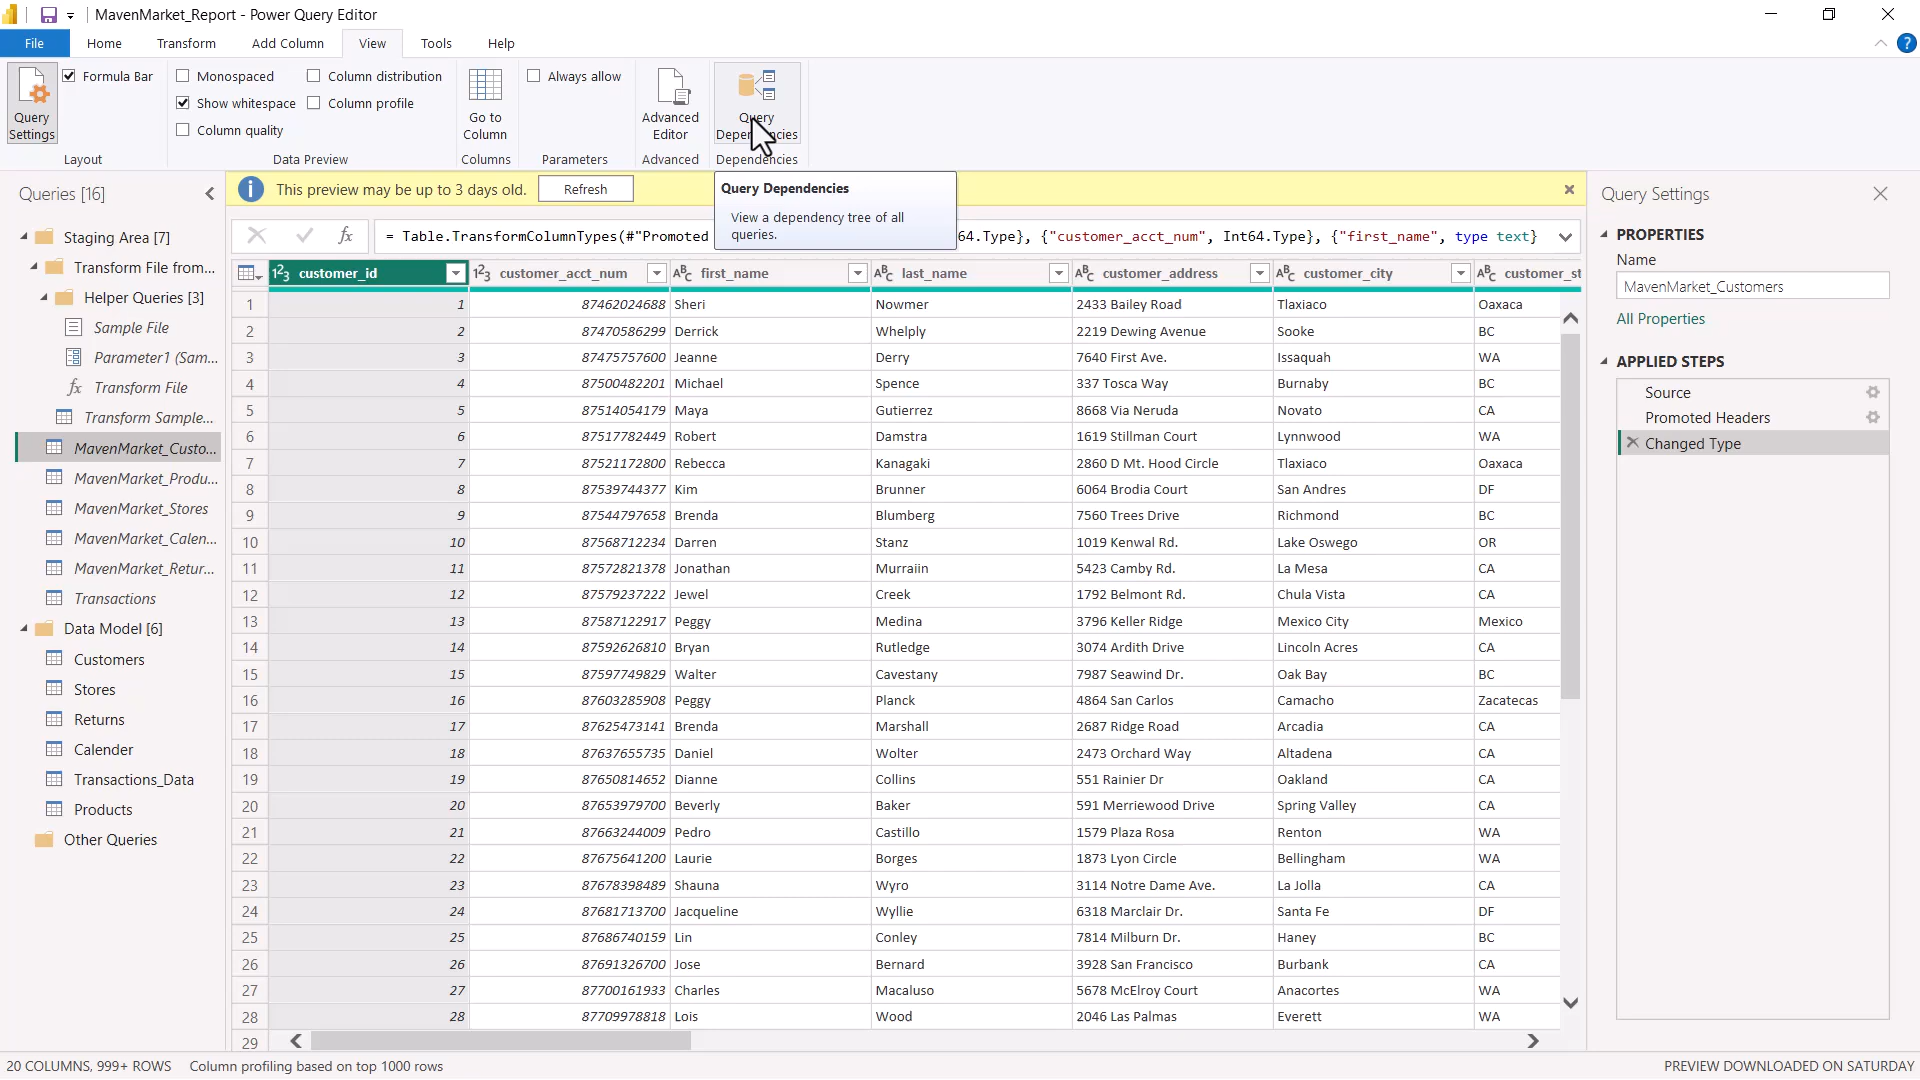 MavenMarket_Report - Power Query Editor
File Home Transform Add Column View Tools Help
Query Settings
Formula Bar
Layout
Monospaced
Show whitespace
Column quality
Column distribution
Column profile
Data Preview
Go to Column
Columns
Always allow
Parameters
Advanced Editor
Advanced
Query Dependencies
Dependencies
Queries [16]
This preview may be up to 3 days old. Refresh
Query Dependencies
View a dependency tree of all
queries.
= Table.TransformColumnTypes(#"Promoted 64.Type}, {"customer_acct_num", Int64.Type}, {"first_name", type text}
Staging Area [7]
Transform File from...
Helper Queries [3]
Sample File
Parameter1 (Sam...
Transform File
Transform Sample...
MavenMarket_Custo...
MavenMarket_Produ...
MavenMarket_Stores
MavenMarket_Calen...
MavenMarket_Retur...
Transactions
Data Model [6]
Customers
Stores
Returns
Calender
Transactions_Data
Products
Other Queries
customer_id customer_acct_num first_name last_name customer_address customer_city customer_st
1 1 87462024688 Sheri Nowmer 2433 Bailey Road Tlaxiaco Oaxaca
2 2 87470586299 Derrick Whelply 2219 Dewing Avenue Sooke BC
3 3 87475757600 Jeanne Derry 7640 First Ave. Issaquah WA
4 4 87500482201 Michael Spence 337 Tosca Way Burnaby BC
5 5 87514054179 Maya Gutierrez 8668 Via Neruda Novato CA
6 6 87517782449 Robert Damstra 1619 Stillman Court Lynnwood WA
7 7 87521172800 Rebecca Kanagaki 2860 D Mt. Hood Circle Tlaxiaco Oaxaca
8 8 87539744377 Kim Brunner 6064 Brodia Court San Andres DF
9 9 87544797658 Brenda Blumberg 7560 Trees Drive Richmond BC
10 10 87568712234 Darren Stanz 1019 Kenwal Rd. Lake Oswego OR
11 11 87572821378 Jonathan Murraiin 5423 Camby Rd. La Mesa CA
12 12 87579237222 Jewel Creek 1792 Belmont Rd. Chula Vista CA
13 13 87587122917 Peggy Medina 3796 Keller Ridge Mexico City Mexico
14 14 87592626810 Bryan Rutledge 3074 Ardith Drive Lincoln Acres CA
15 15 87597749829 Walter Cavestany 7987 Seawind Dr. Oak Bay BC
16 16 87603285908 Peggy Planck 4864 San Carlos Camacho Zacatecas
17 17 87625473141 Brenda Marshall 2687 Ridge Road Arcadia CA
18 18 87637655735 Daniel Wolter 2473 Orchard Way Altadena CA
19 19 87650814652 Dianne Collins 551 Rainier Dr Oakland CA
20 20 87653979700 Beverly Baker 591 Merriewood Drive Spring Valley CA
21 21 87663244009 Pedro Castillo 1579 Plaza Rosa Renton WA
22 22 87675641200 Laurie Borges 1873 Lyon Circle Bellingham WA
23 23 87678398489 Shauna Wyro 3114 Notre Dame Ave. La Jolla CA
24 24 87681713700 Jacqueline Wyllie 6318 Marclair Dr. Santa Fe DF
25 25 87686740159 Lin Conley 7814 Milburn Dr. Haney BC
26 26 87691326700 Jose Bernard 3928 San Francisco Burbank CA
27 27 87700161933 Charles Macaluso 5678 McElroy Court Anacortes WA
28 28 87709978818 Lois Wood 2046 Las Palmas Everett WA
29
Query Settings
PROPERTIES
Name
MavenMarket_Customers
All Properties
APPLIED STEPS
Source
Promoted Headers
Changed Type
20 COLUMNS, 999+ ROWS Column profiling based on top 1000 rows PREVIEW DOWNLOADED ON SATURDAY